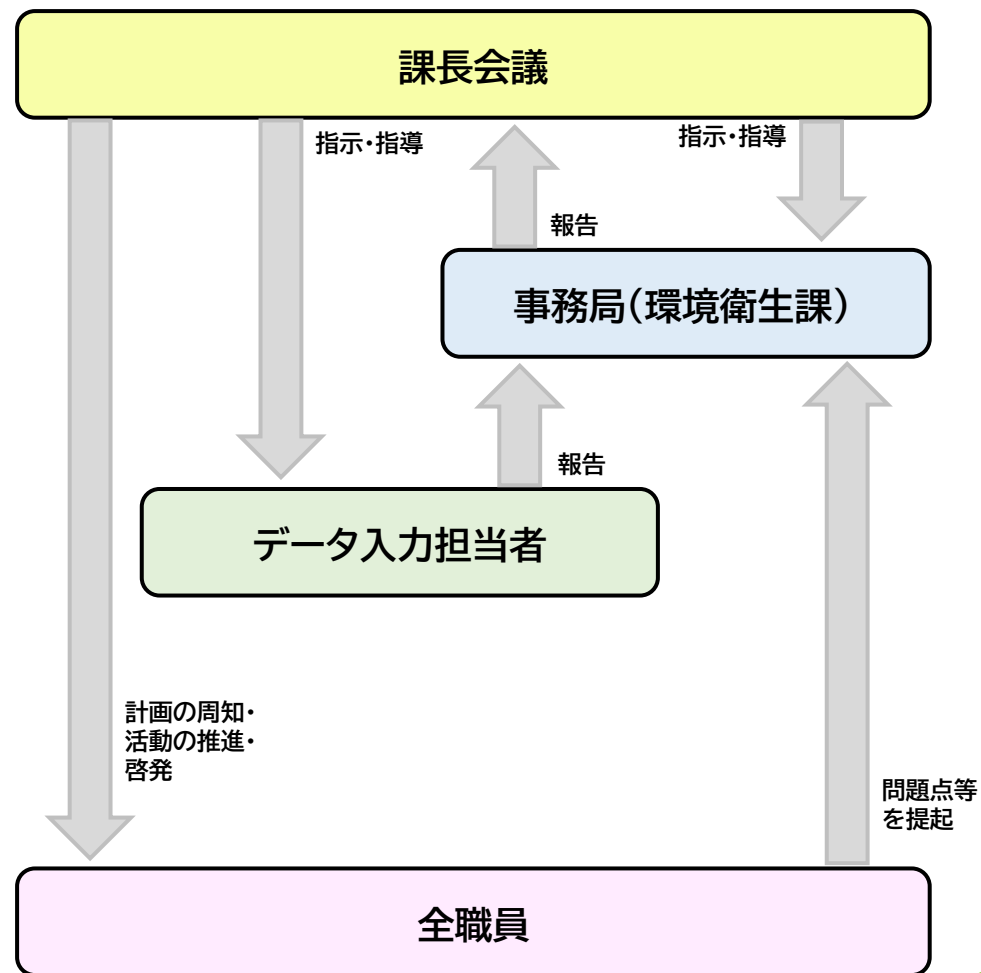 課長会議
指示・指導
指示・指導
報告
事務局(環境衛生課)
報告
データ入力担当者
計画の周知・
活動の推進・
啓発
問題点等
を提起
全職員